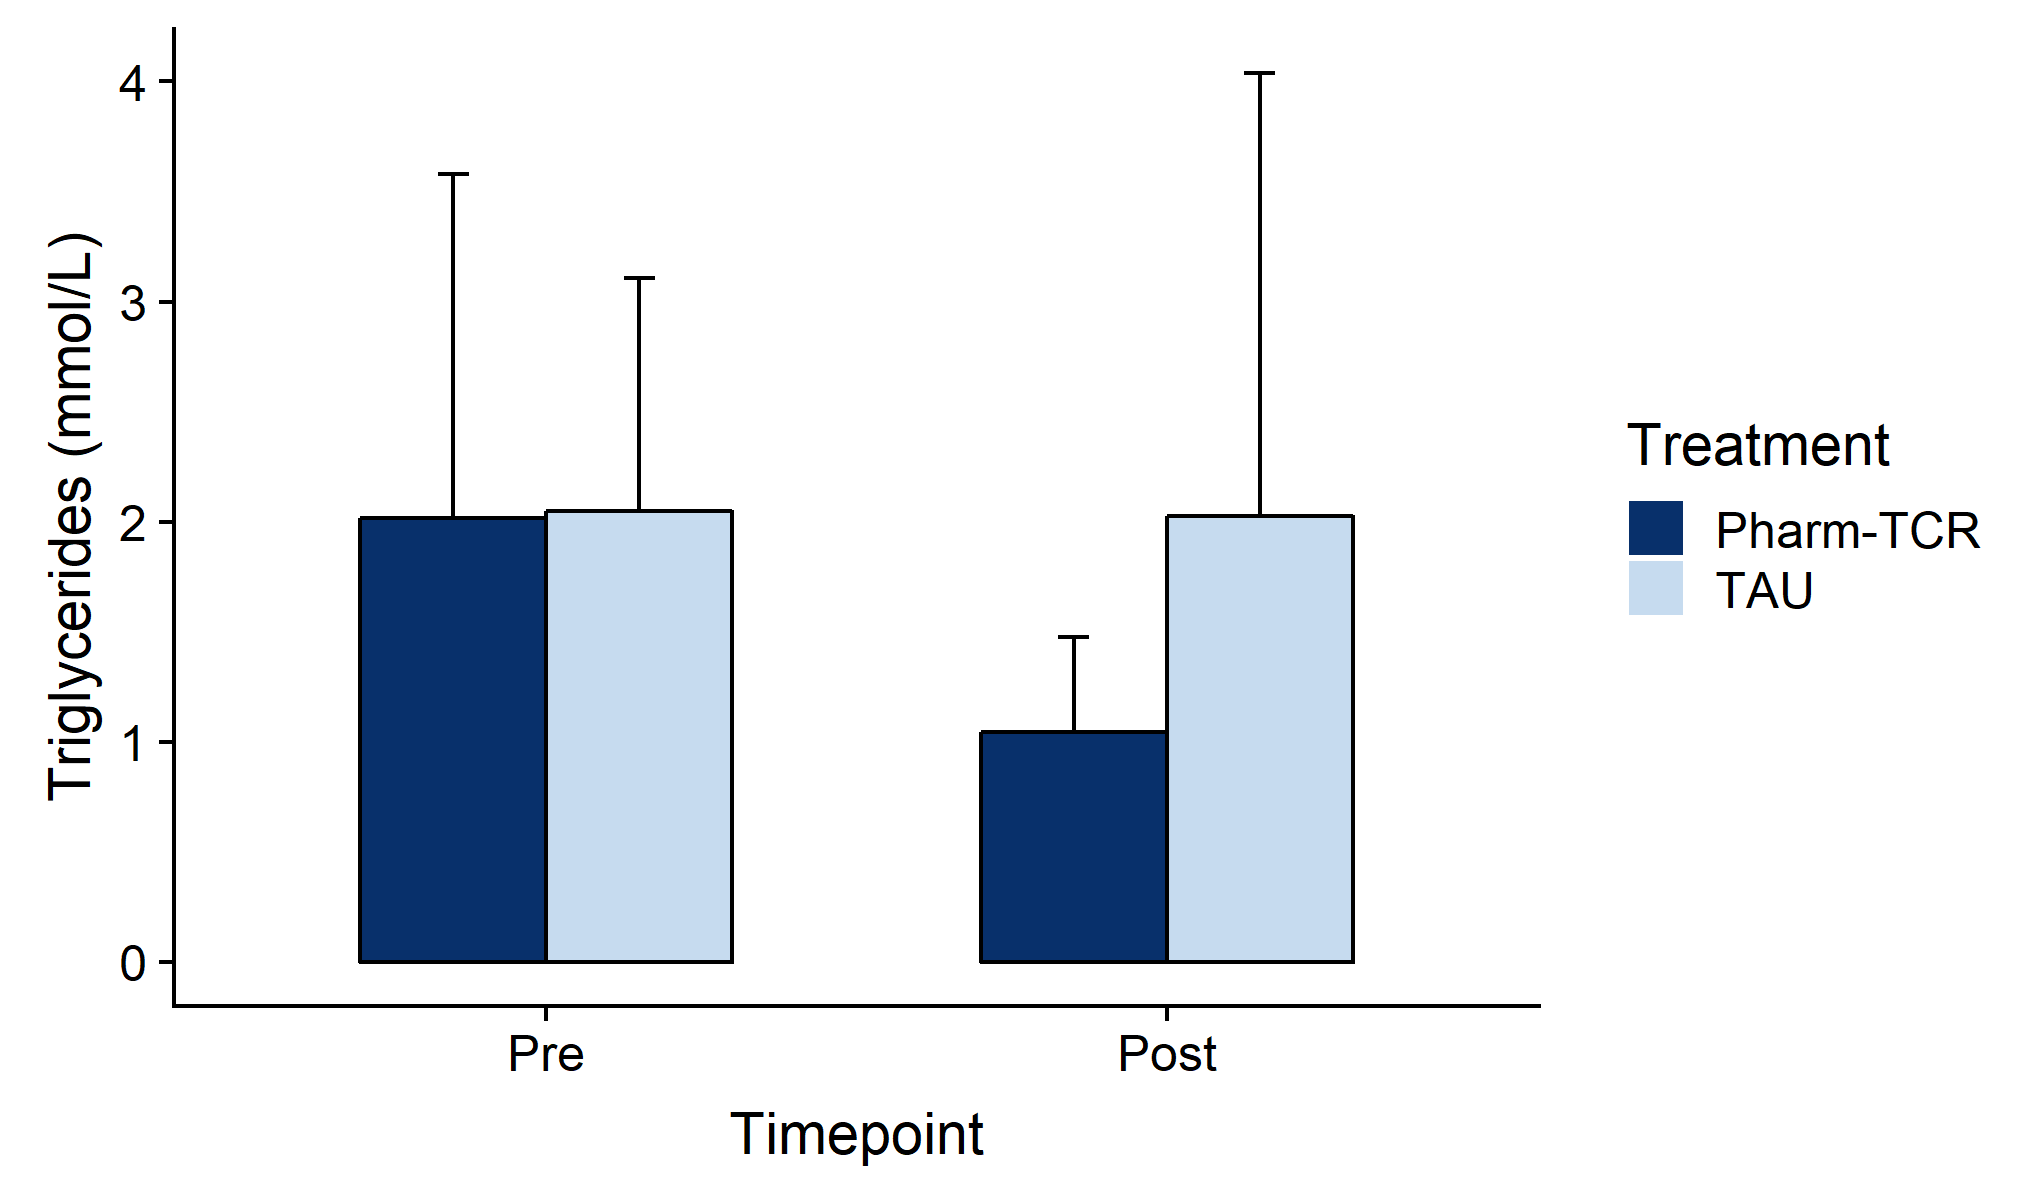 Triglycerides (mmol/L)
4
3
2
1
0
Pre
Post
Timepoint
Treatment
Pharm-TCR
TAU